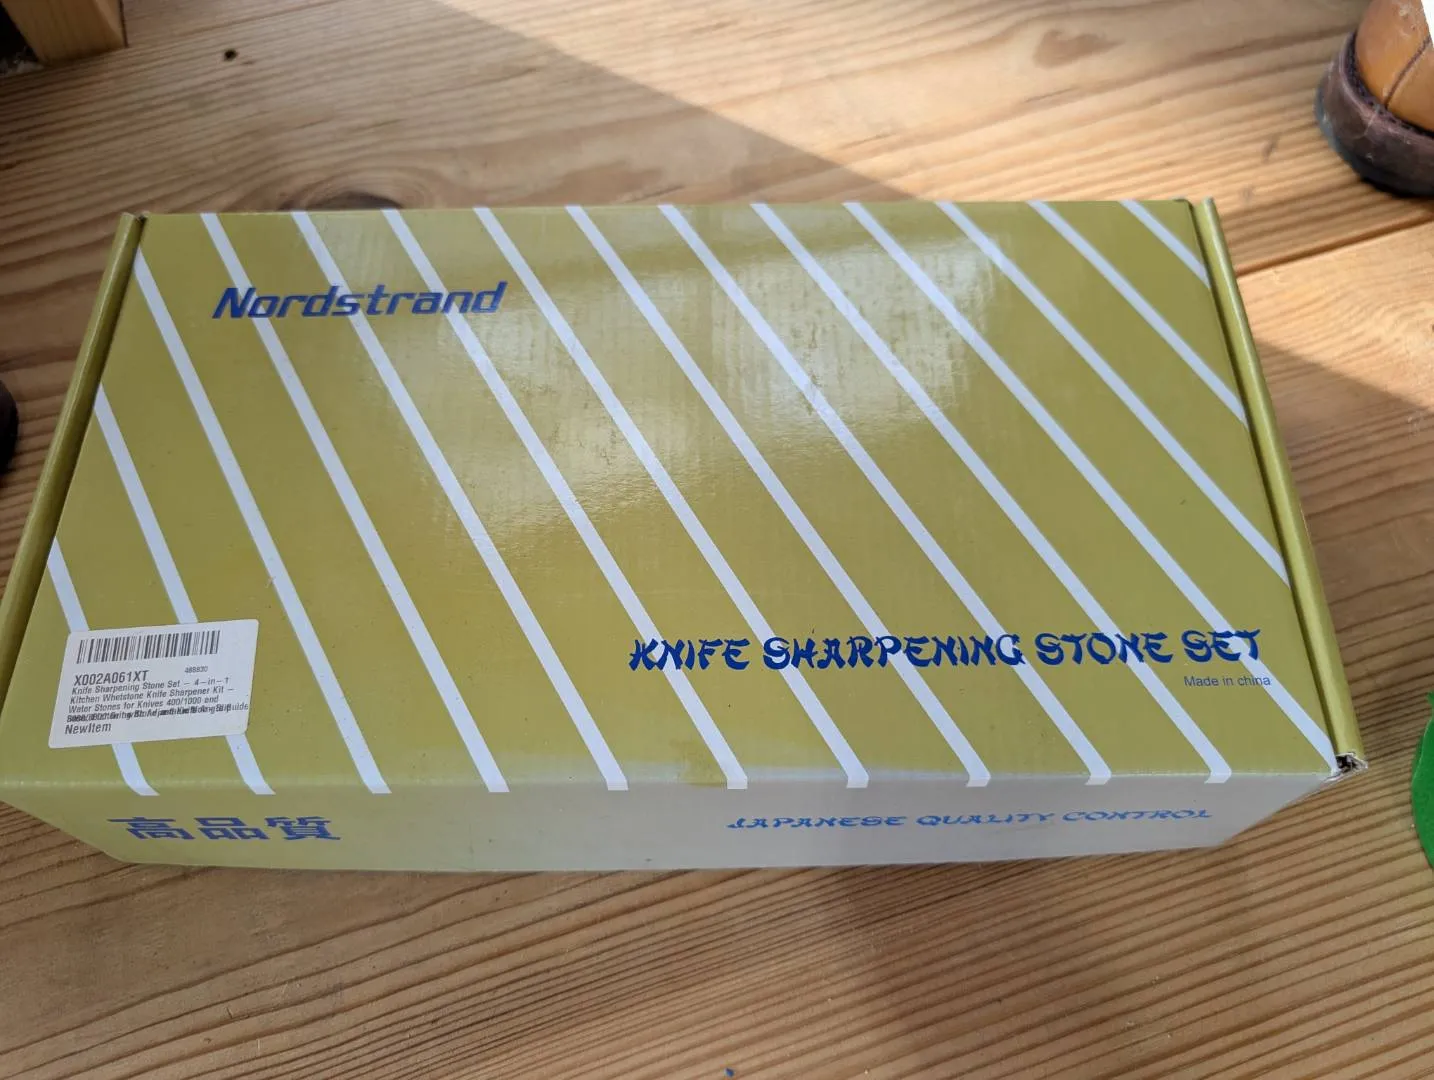 Nordstrand
KNIFE SHARPENING STONE SET
Made in china
X002A061XT
488820
Knife Sharpening Stone Set – 4-in-1
Kitchen Whetstone Knife Sharpener Kit –
Water Stones for Knives 400/1000 and
NewItem
高品質
JAPANESE QUALITY CONTROL